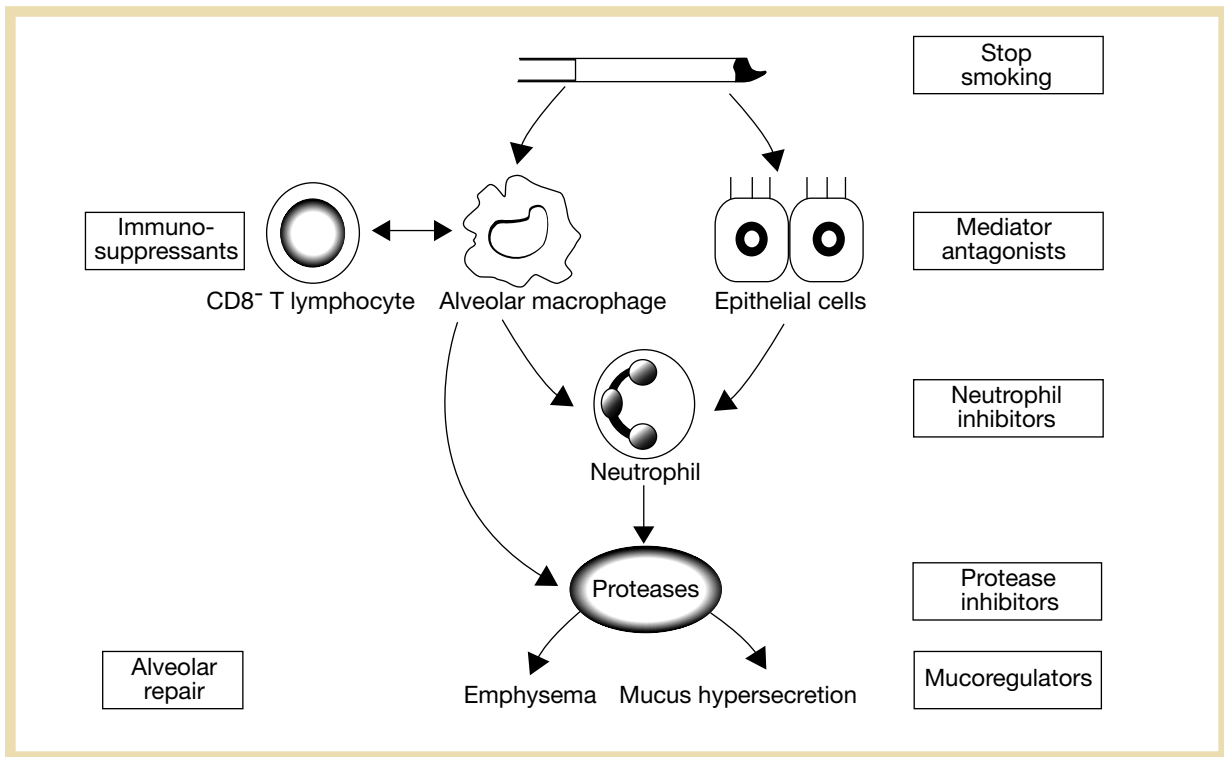 Stop
smoking
Immuno-
suppressants
Mediator
antagonists
CD8⁻ T lymphocyte
Alveolar macrophage
Epithelial cells
Neutrophil
inhibitors
Neutrophil
Proteases
Protease
inhibitors
Alveolar
repair
Emphysema
Mucus hypersecretion
Mucoregulators